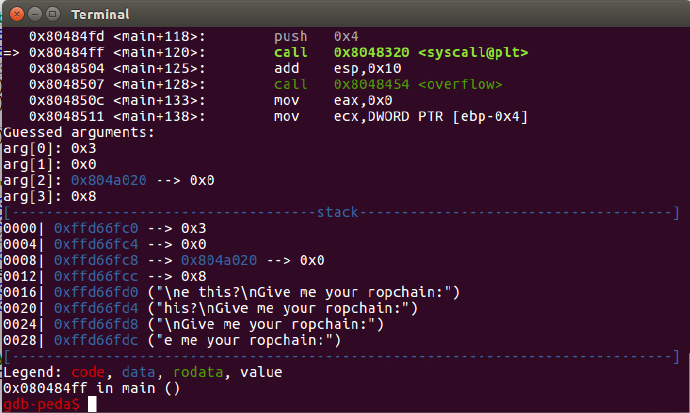 Terminal
0x80484fd <main+118>: push 0x4
=> 0x80484ff <main+120>: call 0x8048320 <syscall@plt>
0x8048504 <main+125>: add esp,0x10
0x8048507 <main+128>: call 0x8048454 <overflow>
0x804850c <main+133>: mov eax,0x0
0x8048511 <main+138>: mov ecx,DWORD PTR [ebp-0x4]
Guessed arguments:
arg[0]: 0x3
arg[1]: 0x0
arg[2]: 0x804a020 --> 0x0
arg[3]: 0x8
[------------------------------------stack-------------------------------------]
0000| 0xffd66fc0 --> 0x3
0004| 0xffd66fc4 --> 0x0
0008| 0xffd66fc8 --> 0x804a020 --> 0x0
0012| 0xffd66fcc --> 0x8
0016| 0xffd66fd0 ("\ne this?\nGive me your ropchain:")
0020| 0xffd66fd4 ("his?\nGive me your ropchain:")
0024| 0xffd66fd8 ("\nGive me your ropchain:")
0028| 0xffd66fdc ("e me your ropchain:")
[------------------------------------------------------------------------------]
Legend: code, data, rodata, value
0x080484ff in main ()
gdb-peda$